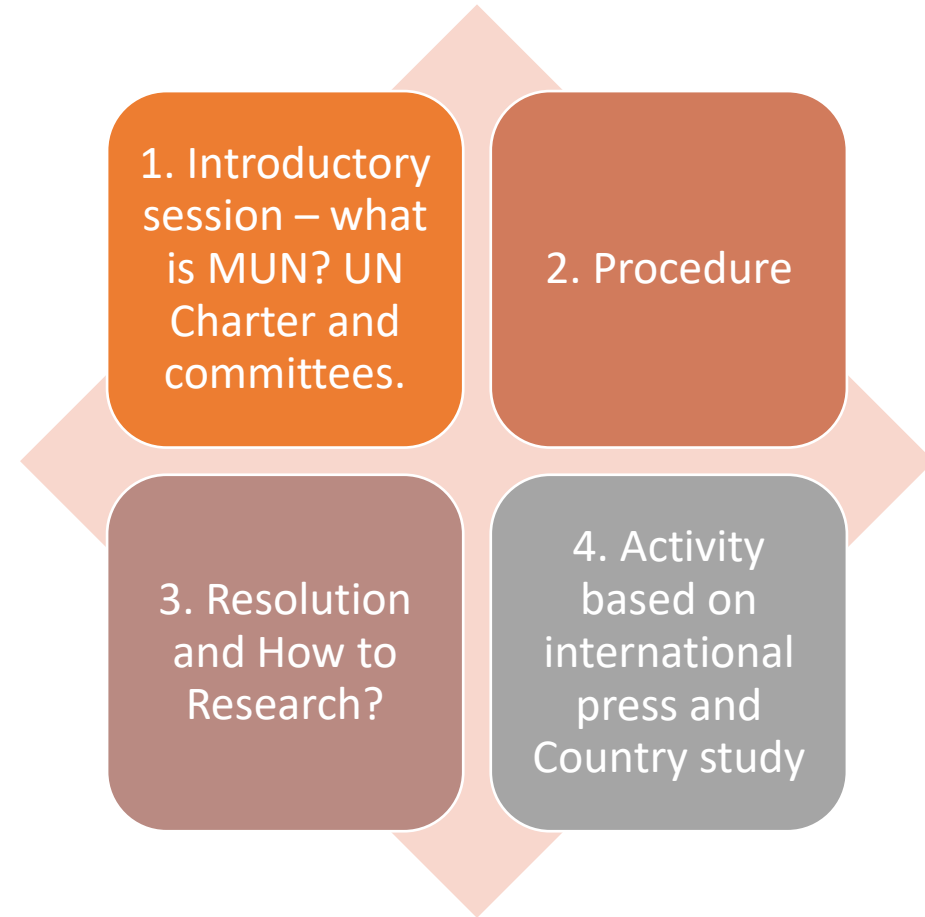 1. Introductory
session – what
is MUN? UN
Charter and
committees.
2. Procedure
3. Resolution
and How to
Research?
4. Activity
based on
international
press and
Country study